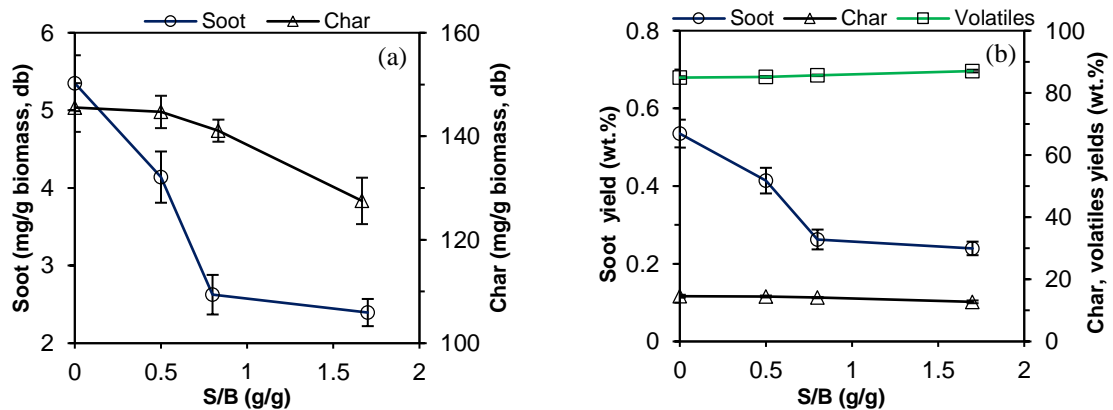 Soot Char
(a)
6
5
4
3
2
Soot (mg/g biomass, db)
160
140
120
100
Char (mg/g biomass, db)
0 0.5 1 1.5 2
S/B (g/g)
Soot Char Volatiles
(b)
0.8
0.6
0.4
0.2
0
Soot yield (wt.%)
100
80
60
40
20
0
Char, volatiles yields (wt.%)
0 0.5 1 1.5 2
S/B (g/g)